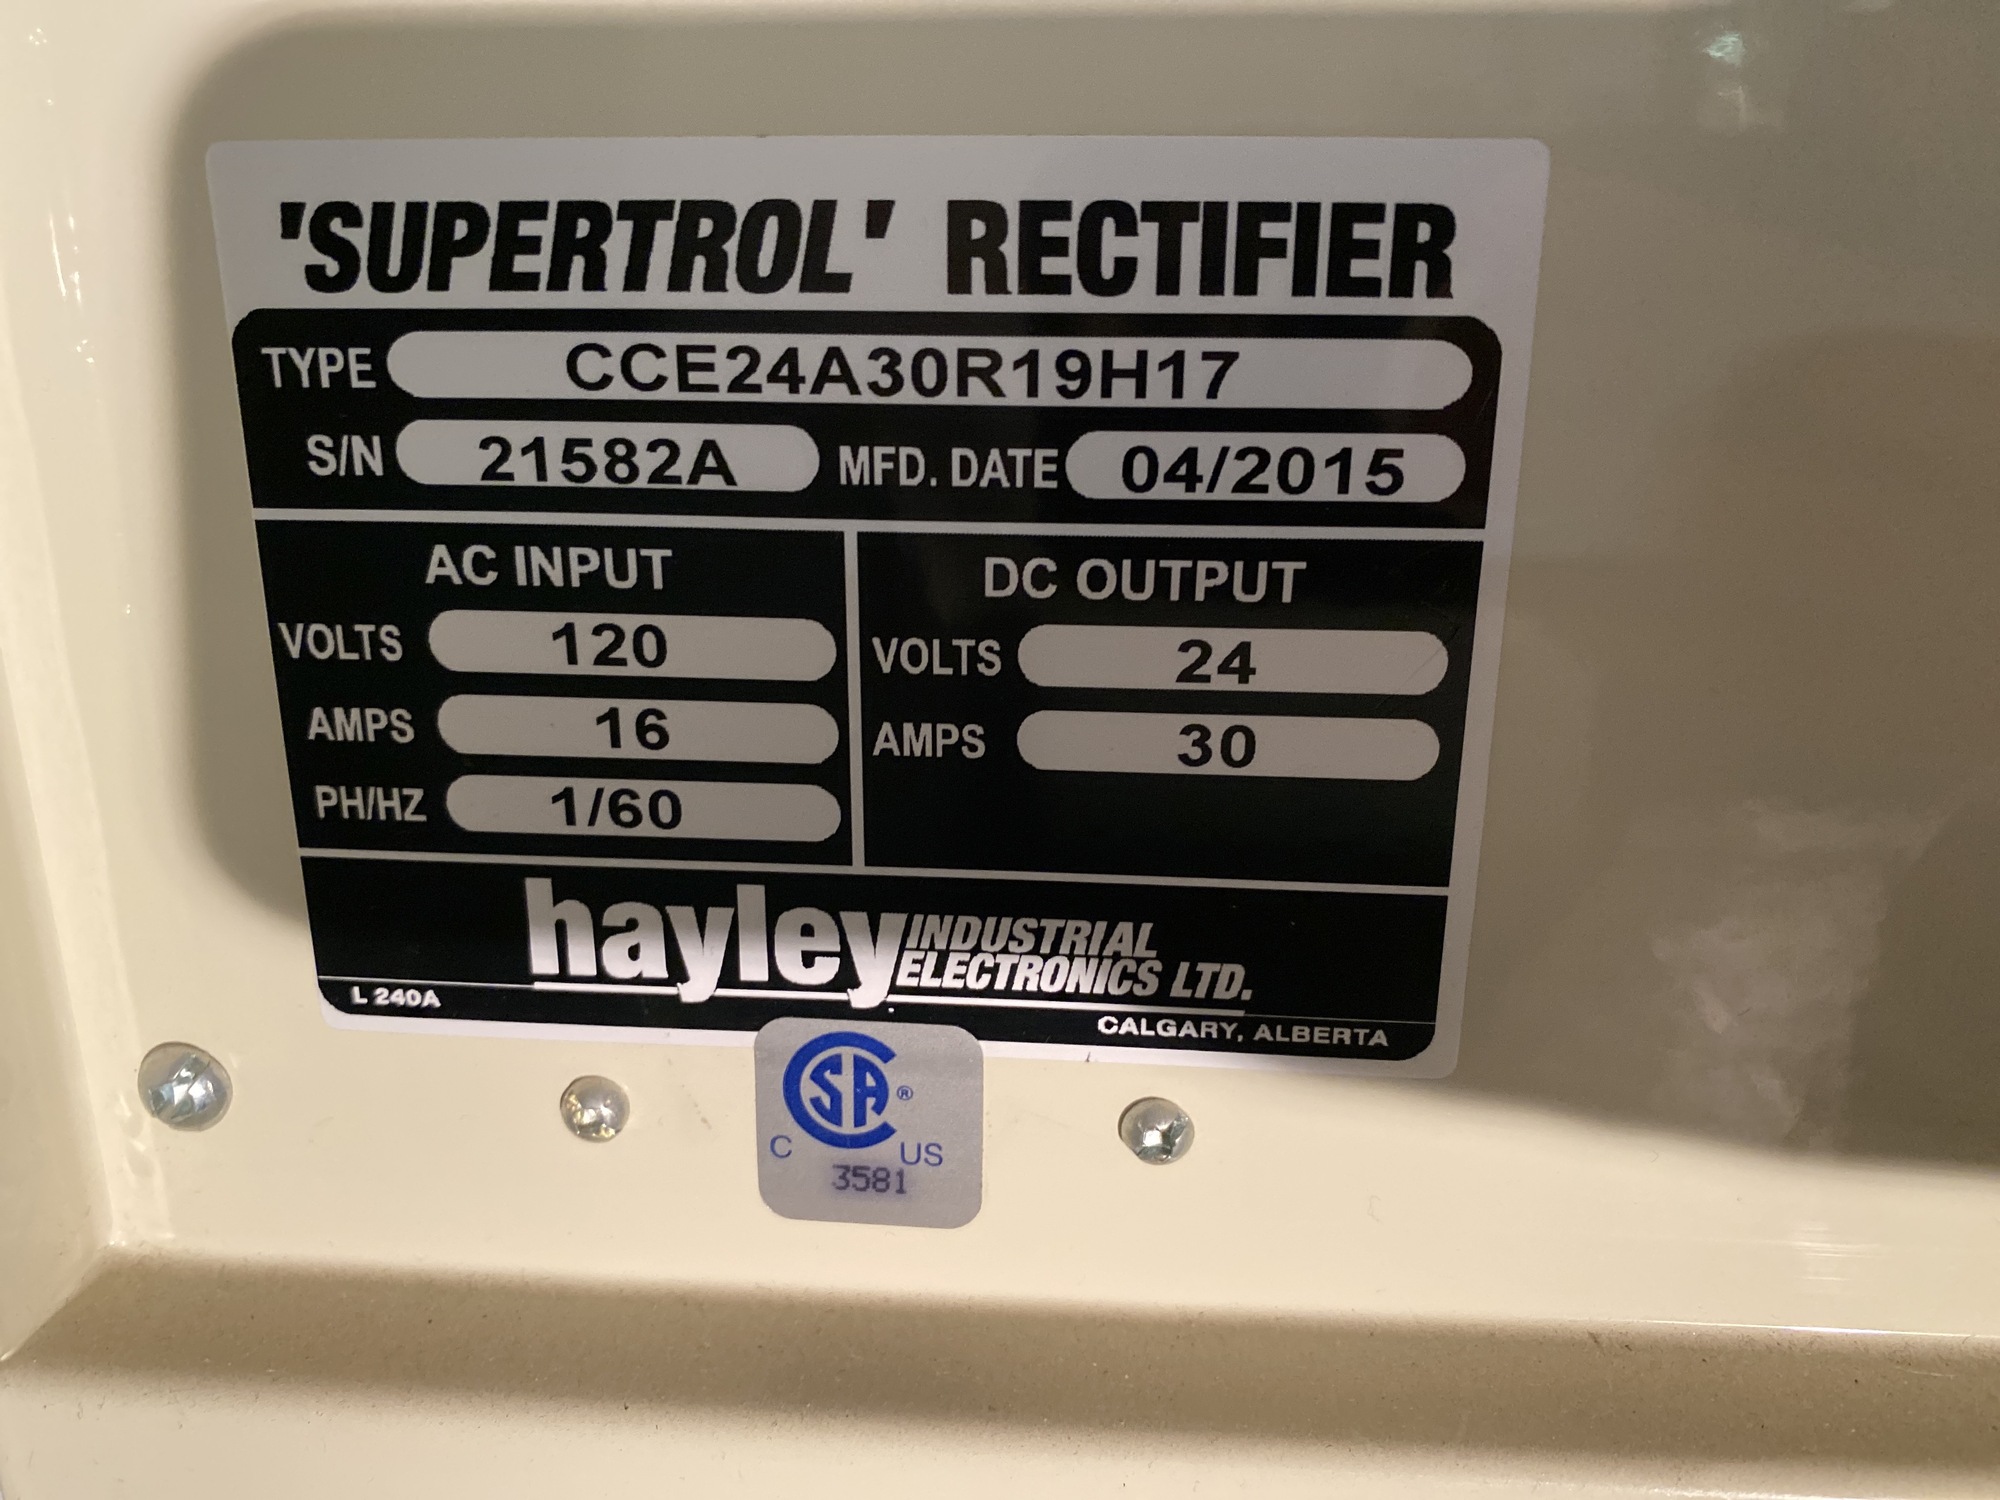 'SUPERTROL' RECTIFIER
TYPE CCE24A30R19H17
S/N 21582A MFD. DATE 04/2015
AC INPUT
VOLTS 120
AMPS 16
PH/HZ 1/60
DC OUTPUT
VOLTS 24
AMPS 30
hayley INDUSTRIAL
ELECTRONICS LTD.
L 240A
CALGARY, ALBERTA
CSA ®
C US
3581